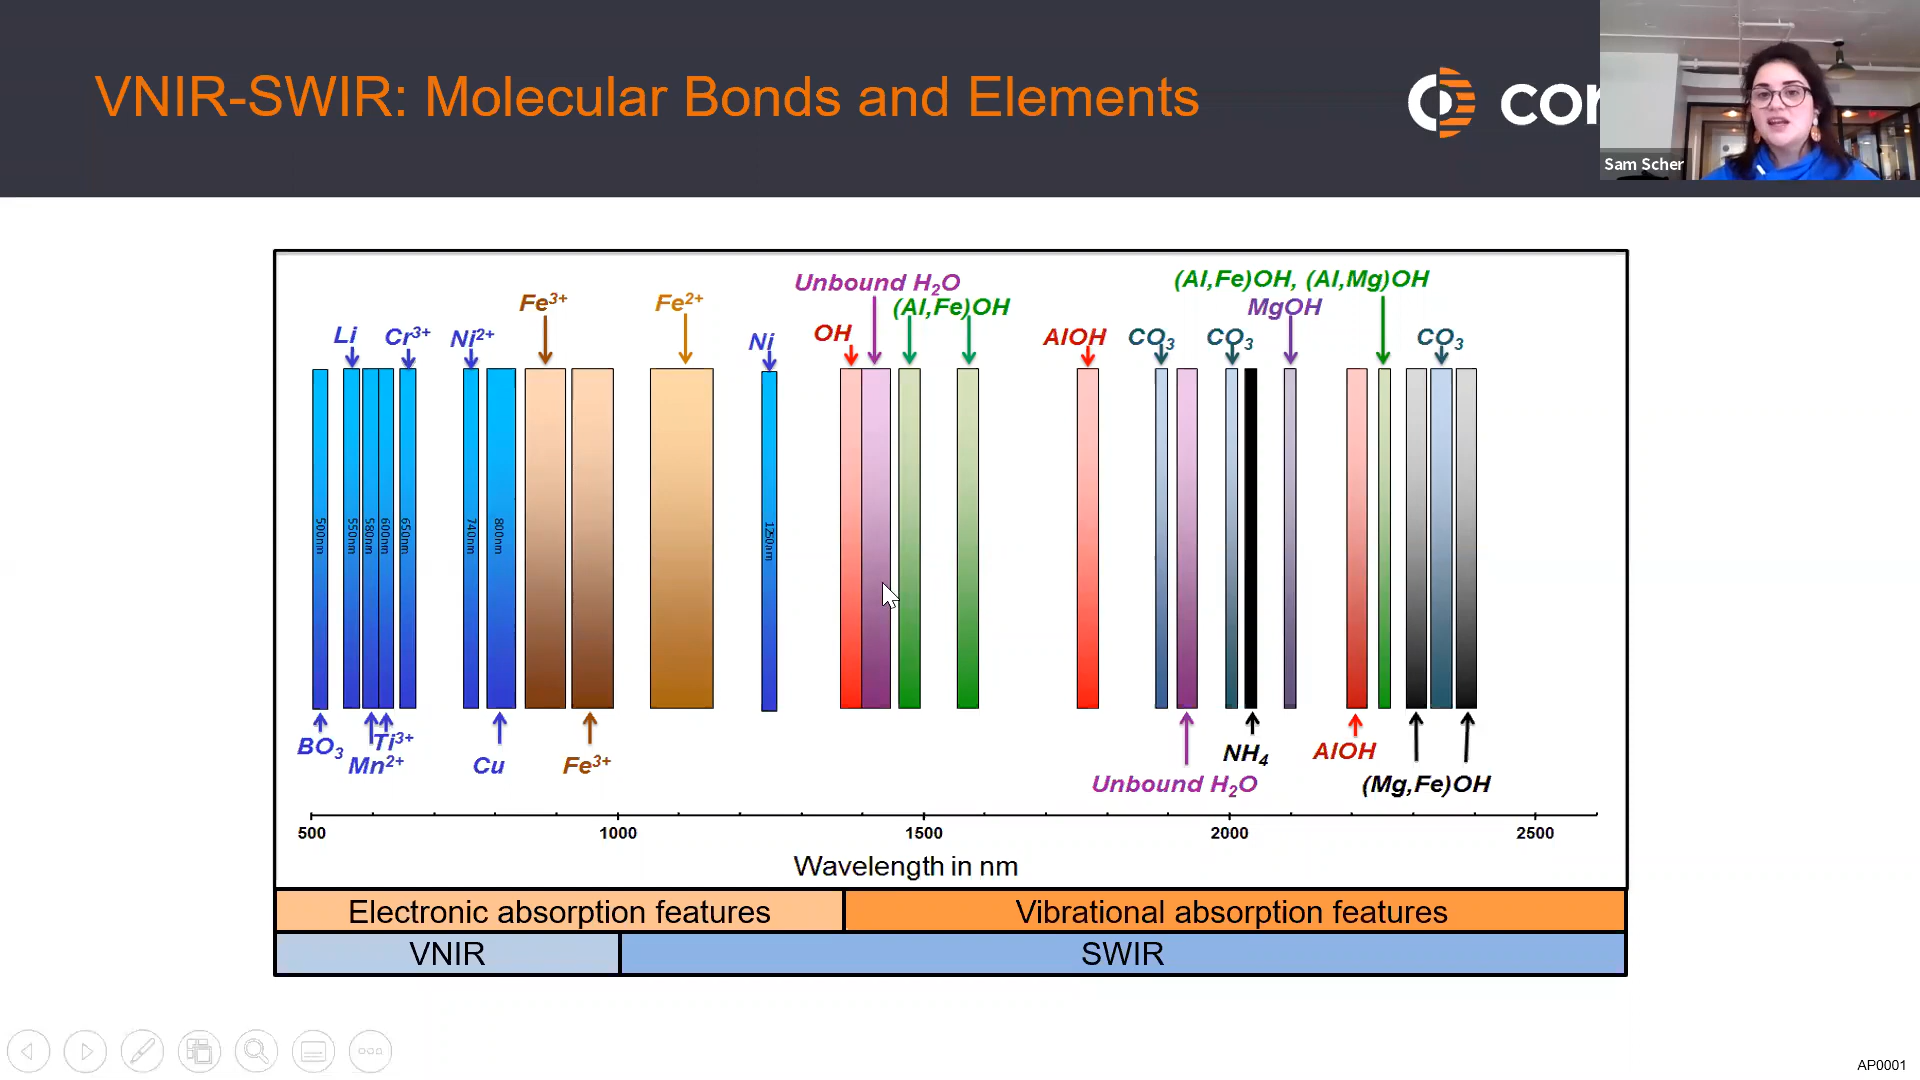 VNIR-SWIR: Molecular Bonds and Elements
cor
Sam Scher
(Al,Fe)OH, (Al,Mg)OH
Unbound H₂O
Fe³⁺
Fe²⁺
(Al,Fe)OH
MgOH
Li
Cr³⁺
Ni²⁺
Ni
OH
AlOH
CO₃
CO₃
CO₃
500nm
550nm
580nm
600nm
650nm
740nm
800nm
1250nm
BO₃
Ti³⁺
Mn²⁺
Cu
Fe³⁺
NH₄
AlOH
Unbound H₂O
(Mg,Fe)OH
500 1000 1500 2000 2500
Wavelength in nm
Electronic absorption features
Vibrational absorption features
VNIR
SWIR
AP0001